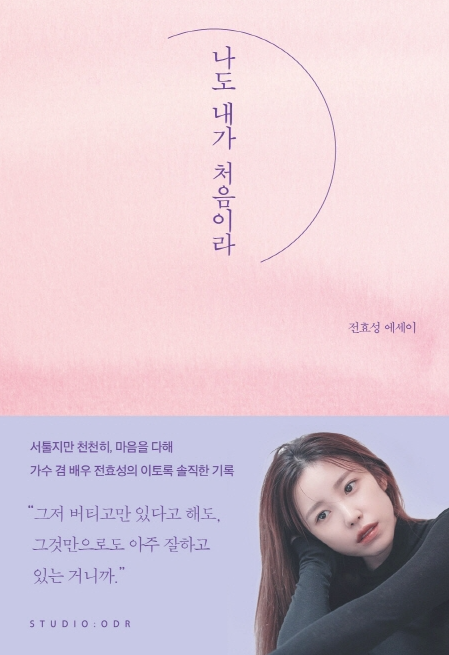 나도 내가 처음이라
전효성 에세이
서툴지만 천천히, 마음을 다해
가수 겸 배우 전효성의 이토록 솔직한 기록
“그저 버티고만 있다고 해도,
그것만으로도 아주 잘하고
있는 거니까.”
STUDIO:ODR